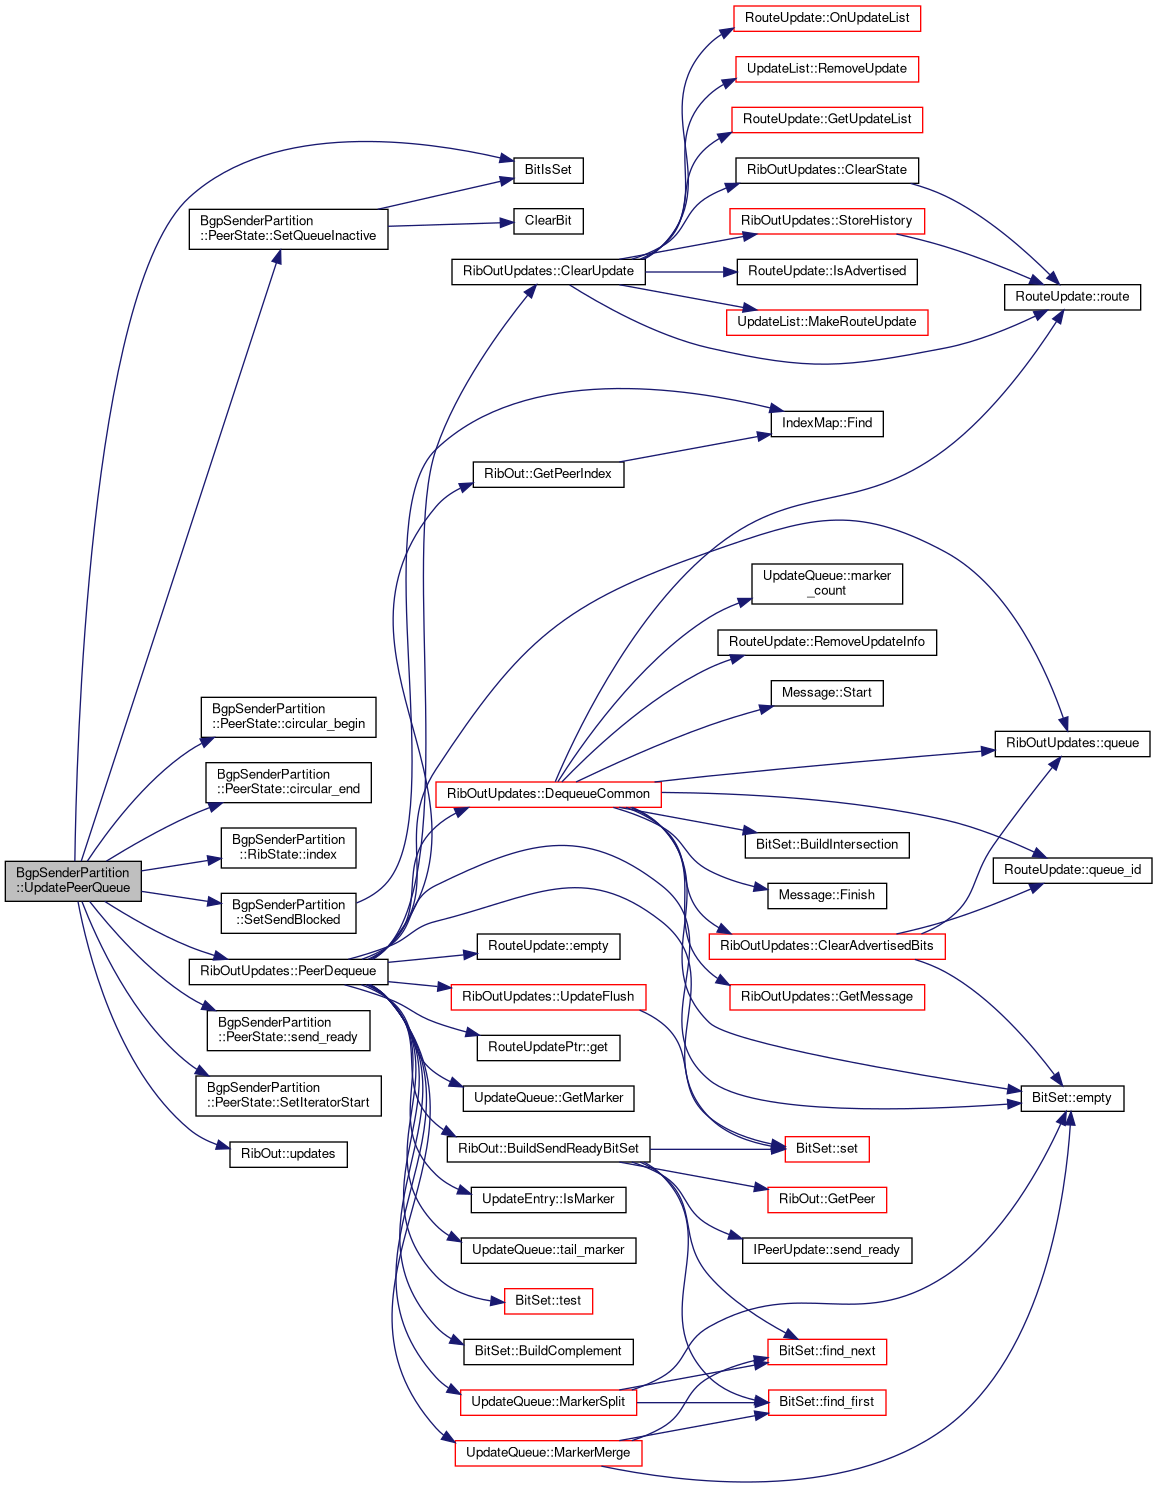 RouteUpdate::OnUpdateList
UpdateList::RemoveUpdate
RouteUpdate::GetUpdateList
BitIsSet
RibOutUpdates::ClearState
BgpSenderPartition
::PeerState::SetQueueInactive
ClearBit
RibOutUpdates::StoreHistory
RibOutUpdates::ClearUpdate
RouteUpdate::IsAdvertised
RouteUpdate::route
UpdateList::MakeRouteUpdate
IndexMap::Find
RibOut::GetPeerIndex
UpdateQueue::marker
_count
RouteUpdate::RemoveUpdateInfo
Message::Start
BgpSenderPartition
::PeerState::circular_begin
RibOutUpdates::queue
BgpSenderPartition
::PeerState::circular_end
RibOutUpdates::DequeueCommon
BgpSenderPartition
::RibState::index
BitSet::BuildIntersection
RouteUpdate::queue_id
BgpSenderPartition
::UpdatePeerQueue
Message::Finish
BgpSenderPartition
::SetSendBlocked
RouteUpdate::empty
RibOutUpdates::ClearAdvertisedBits
RibOutUpdates::PeerDequeue
RibOutUpdates::UpdateFlush
RibOutUpdates::GetMessage
BgpSenderPartition
::PeerState::send_ready
RouteUpdatePtr::get
BgpSenderPartition
::PeerState::SetIteratorStart
UpdateQueue::GetMarker
BitSet::empty
RibOut::updates
RibOut::BuildSendReadyBitSet
BitSet::set
UpdateEntry::IsMarker
RibOut::GetPeer
UpdateQueue::tail_marker
IPeerUpdate::send_ready
BitSet::test
BitSet::BuildComplement
BitSet::find_next
UpdateQueue::MarkerSplit
BitSet::find_first
UpdateQueue::MarkerMerge